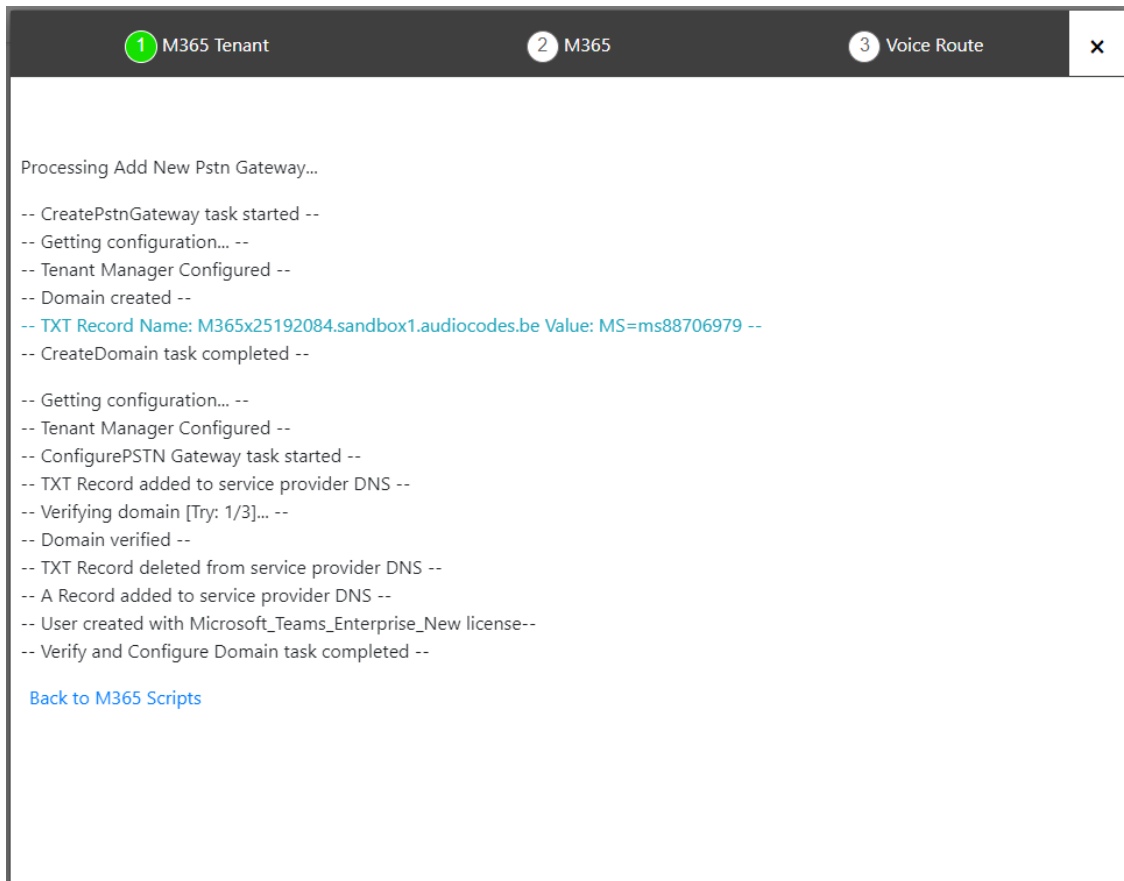 1 M365 Tenant 2 M365 3 Voice Route ×
Processing Add New Pstn Gateway...
-- CreatePstnGateway task started --
-- Getting configuration... --
-- Tenant Manager Configured --
-- Domain created --
-- TXT Record Name: M365x25192084.sandbox1.audiocodes.be Value: MS=ms88706979 --
-- CreateDomain task completed --
-- Getting configuration... --
-- Tenant Manager Configured --
-- ConfigurePSTN Gateway task started --
-- TXT Record added to service provider DNS --
-- Verifying domain [Try: 1/3]... --
-- Domain verified --
-- TXT Record deleted from service provider DNS --
-- A Record added to service provider DNS --
-- User created with Microsoft_Teams_Enterprise_New license--
-- Verify and Configure Domain task completed --
Back to M365 Scripts